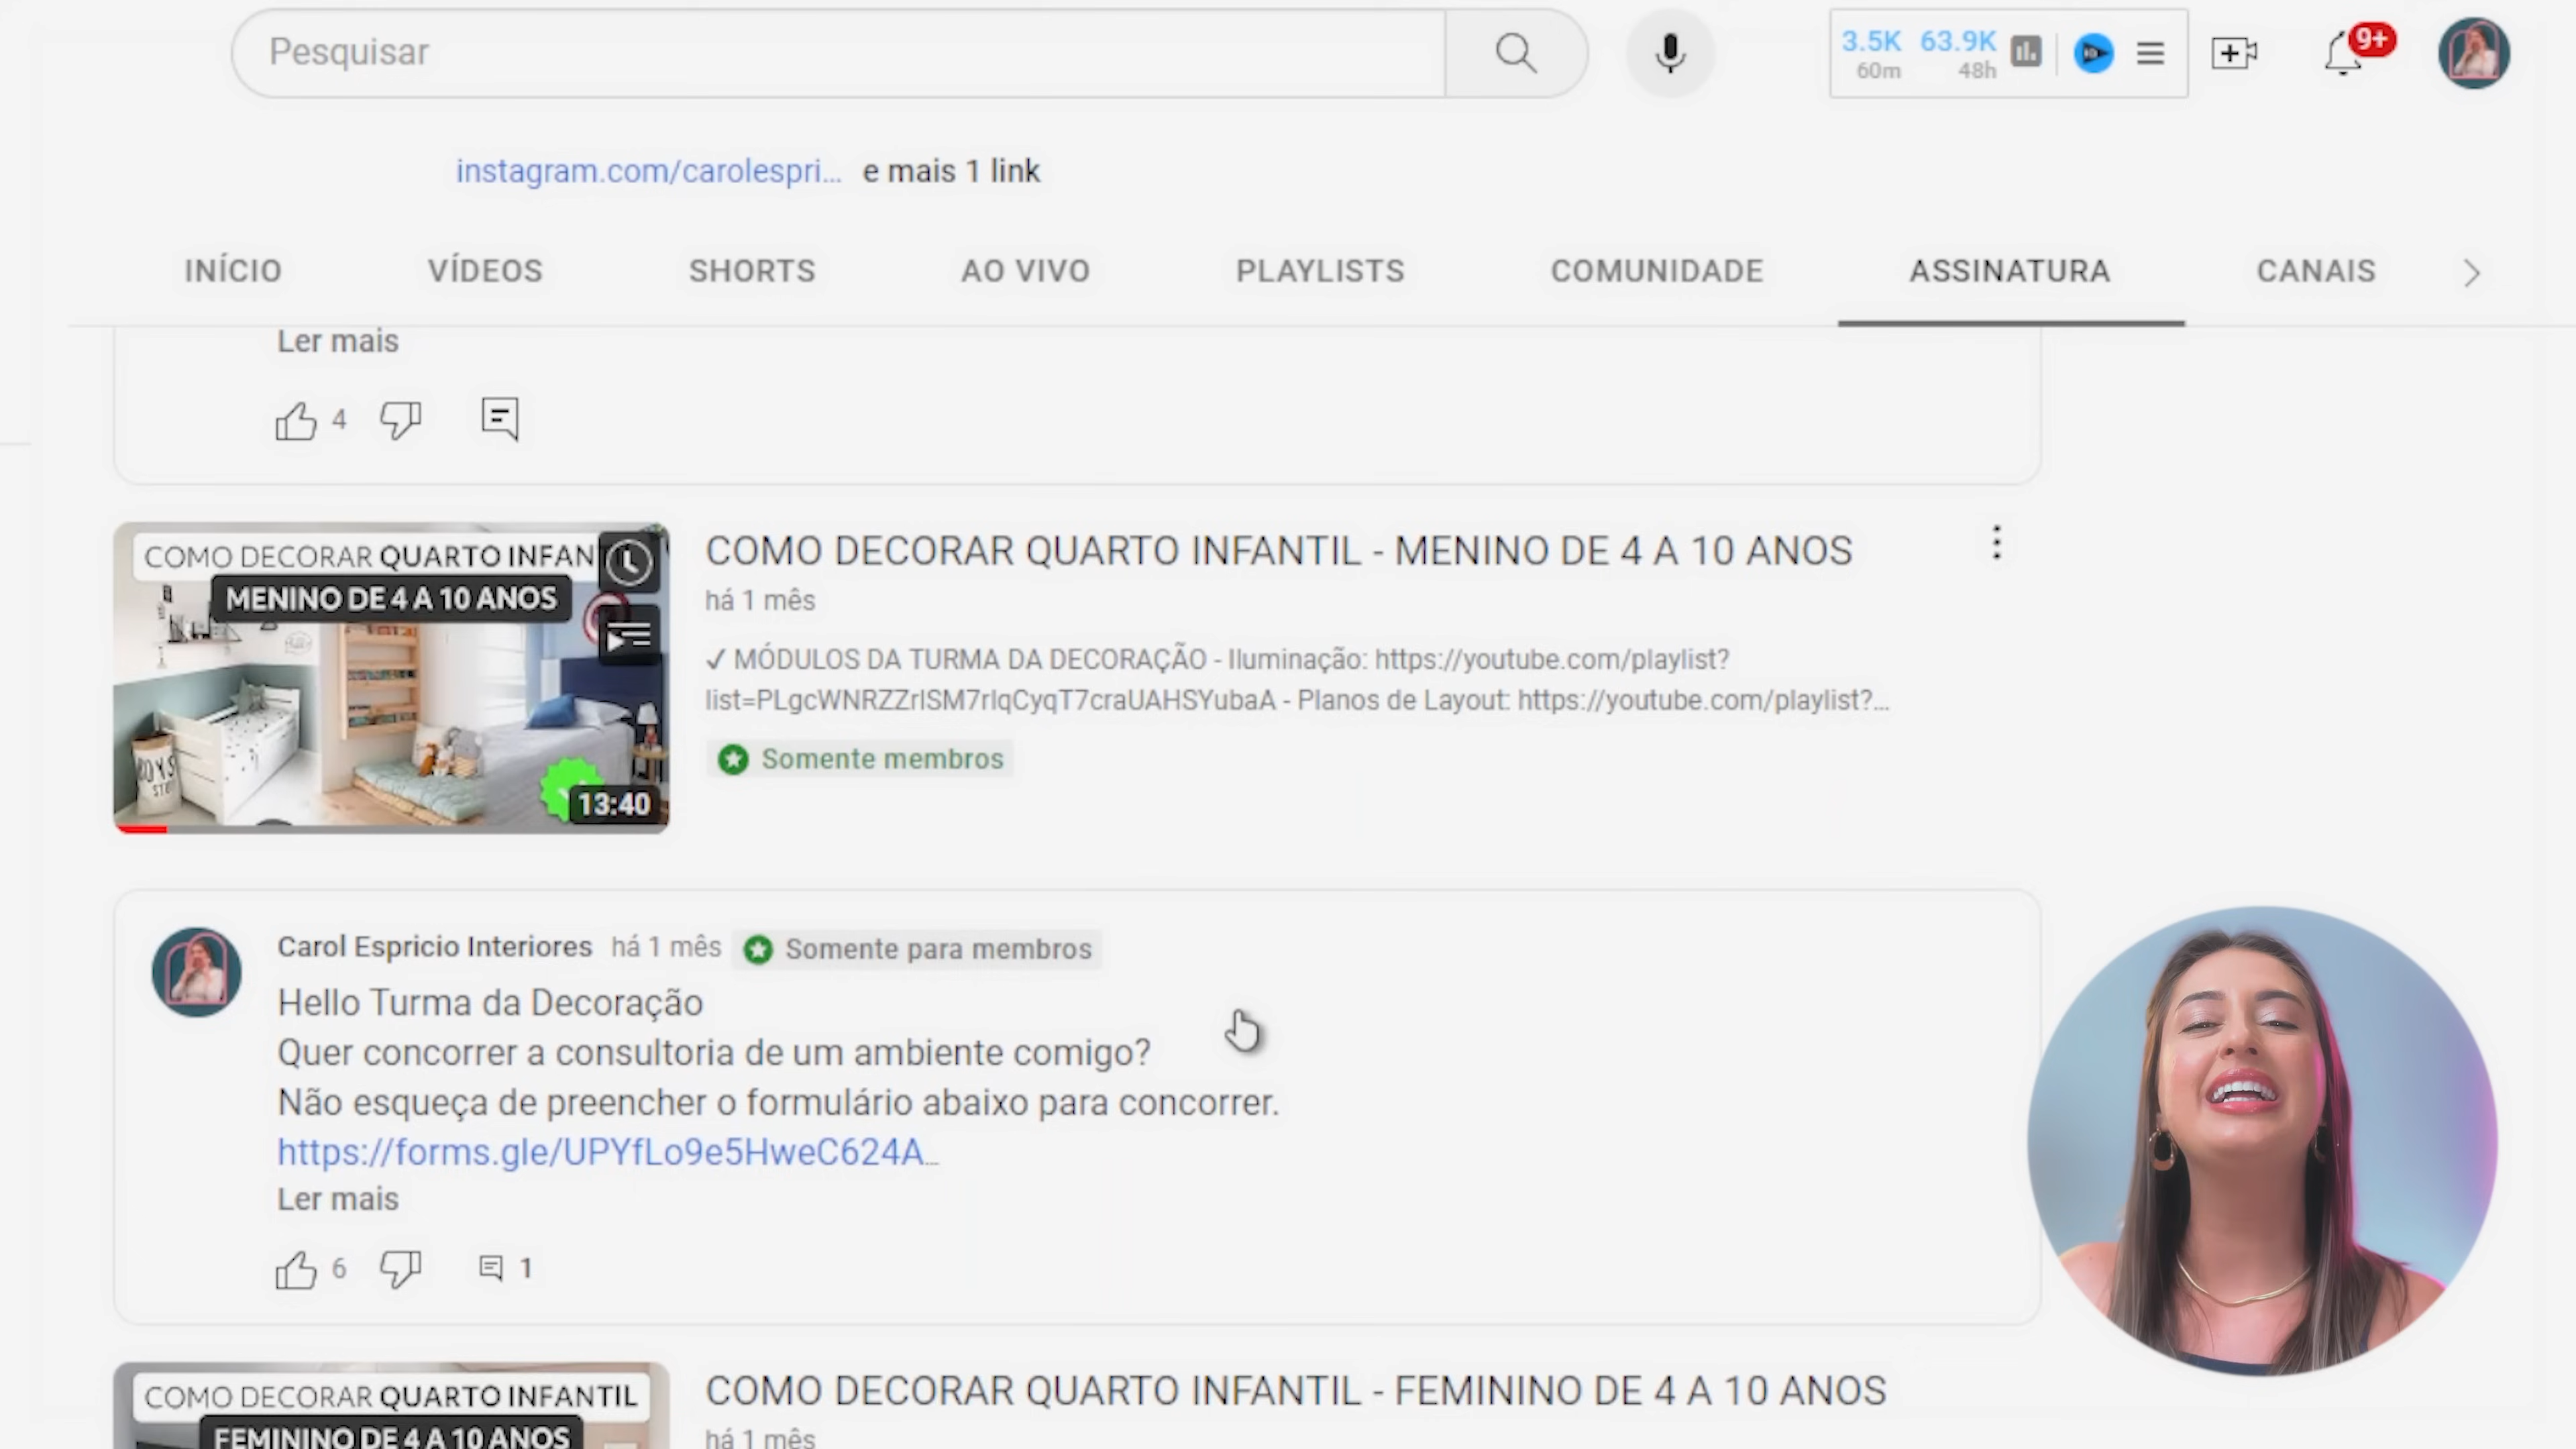 Pesquisar
3.5K 63.9K
60m 48h
9+
instagram.com/carolespri... e mais 1 link
INÍCIO VÍDEOS SHORTS AO VIVO PLAYLISTS COMUNIDADE ASSINATURA CANAIS
Ler mais
4
COMO DECORAR QUARTO INFAN
MENINO DE 4 A 10 ANOS
BOYS
13:40
COMO DECORAR QUARTO INFANTIL - MENINO DE 4 A 10 ANOS
há 1 mês
✓ MÓDULOS DA TURMA DA DECORAÇÃO - Iluminação: https://youtube.com/playlist?
list=PLgcWNRZZrISM7rIqCyqT7craUAHSYubaA - Planos de Layout: https://youtube.com/playlist?...
Somente membros
Carol Espricio Interiores há 1 mês Somente para membros
Hello Turma da Decoração
Quer concorrer a consultoria de um ambiente comigo?
Não esqueça de preencher o formulário abaixo para concorrer.
https://forms.gle/UPYfLo9e5HweC624A...
Ler mais
6 1
COMO DECORAR QUARTO INFANTIL
FEMININO DE 4 A 10 ANOS
COMO DECORAR QUARTO INFANTIL - FEMININO DE 4 A 10 ANOS
há 1 mês